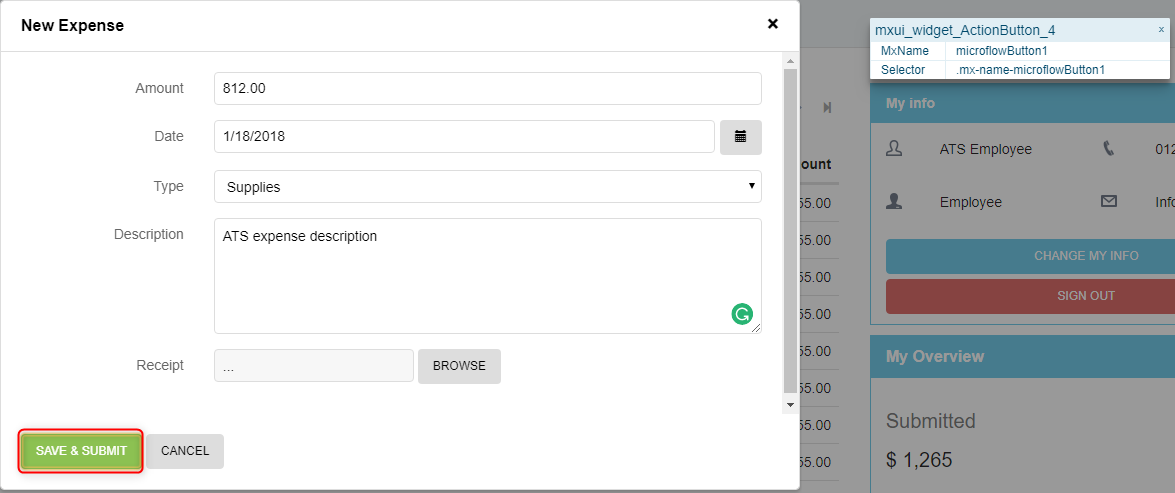 New Expense ×
Amount 812.00
Date 1/18/2018
Type Supplies
Description ATS expense description
Receipt ... BROWSE
SAVE & SUBMIT CANCEL
ount
55.00
55.00
55.00
55.00
55.00
55.00
55.00
55.00
mxui_widget_ActionButton_4 x
MxName microflowButton1
Selector .mx-name-microflowButton1
My info
ATS Employee 012
Employee Info
CHANGE MY INFO
SIGN OUT
My Overview
Submitted
$ 1,265